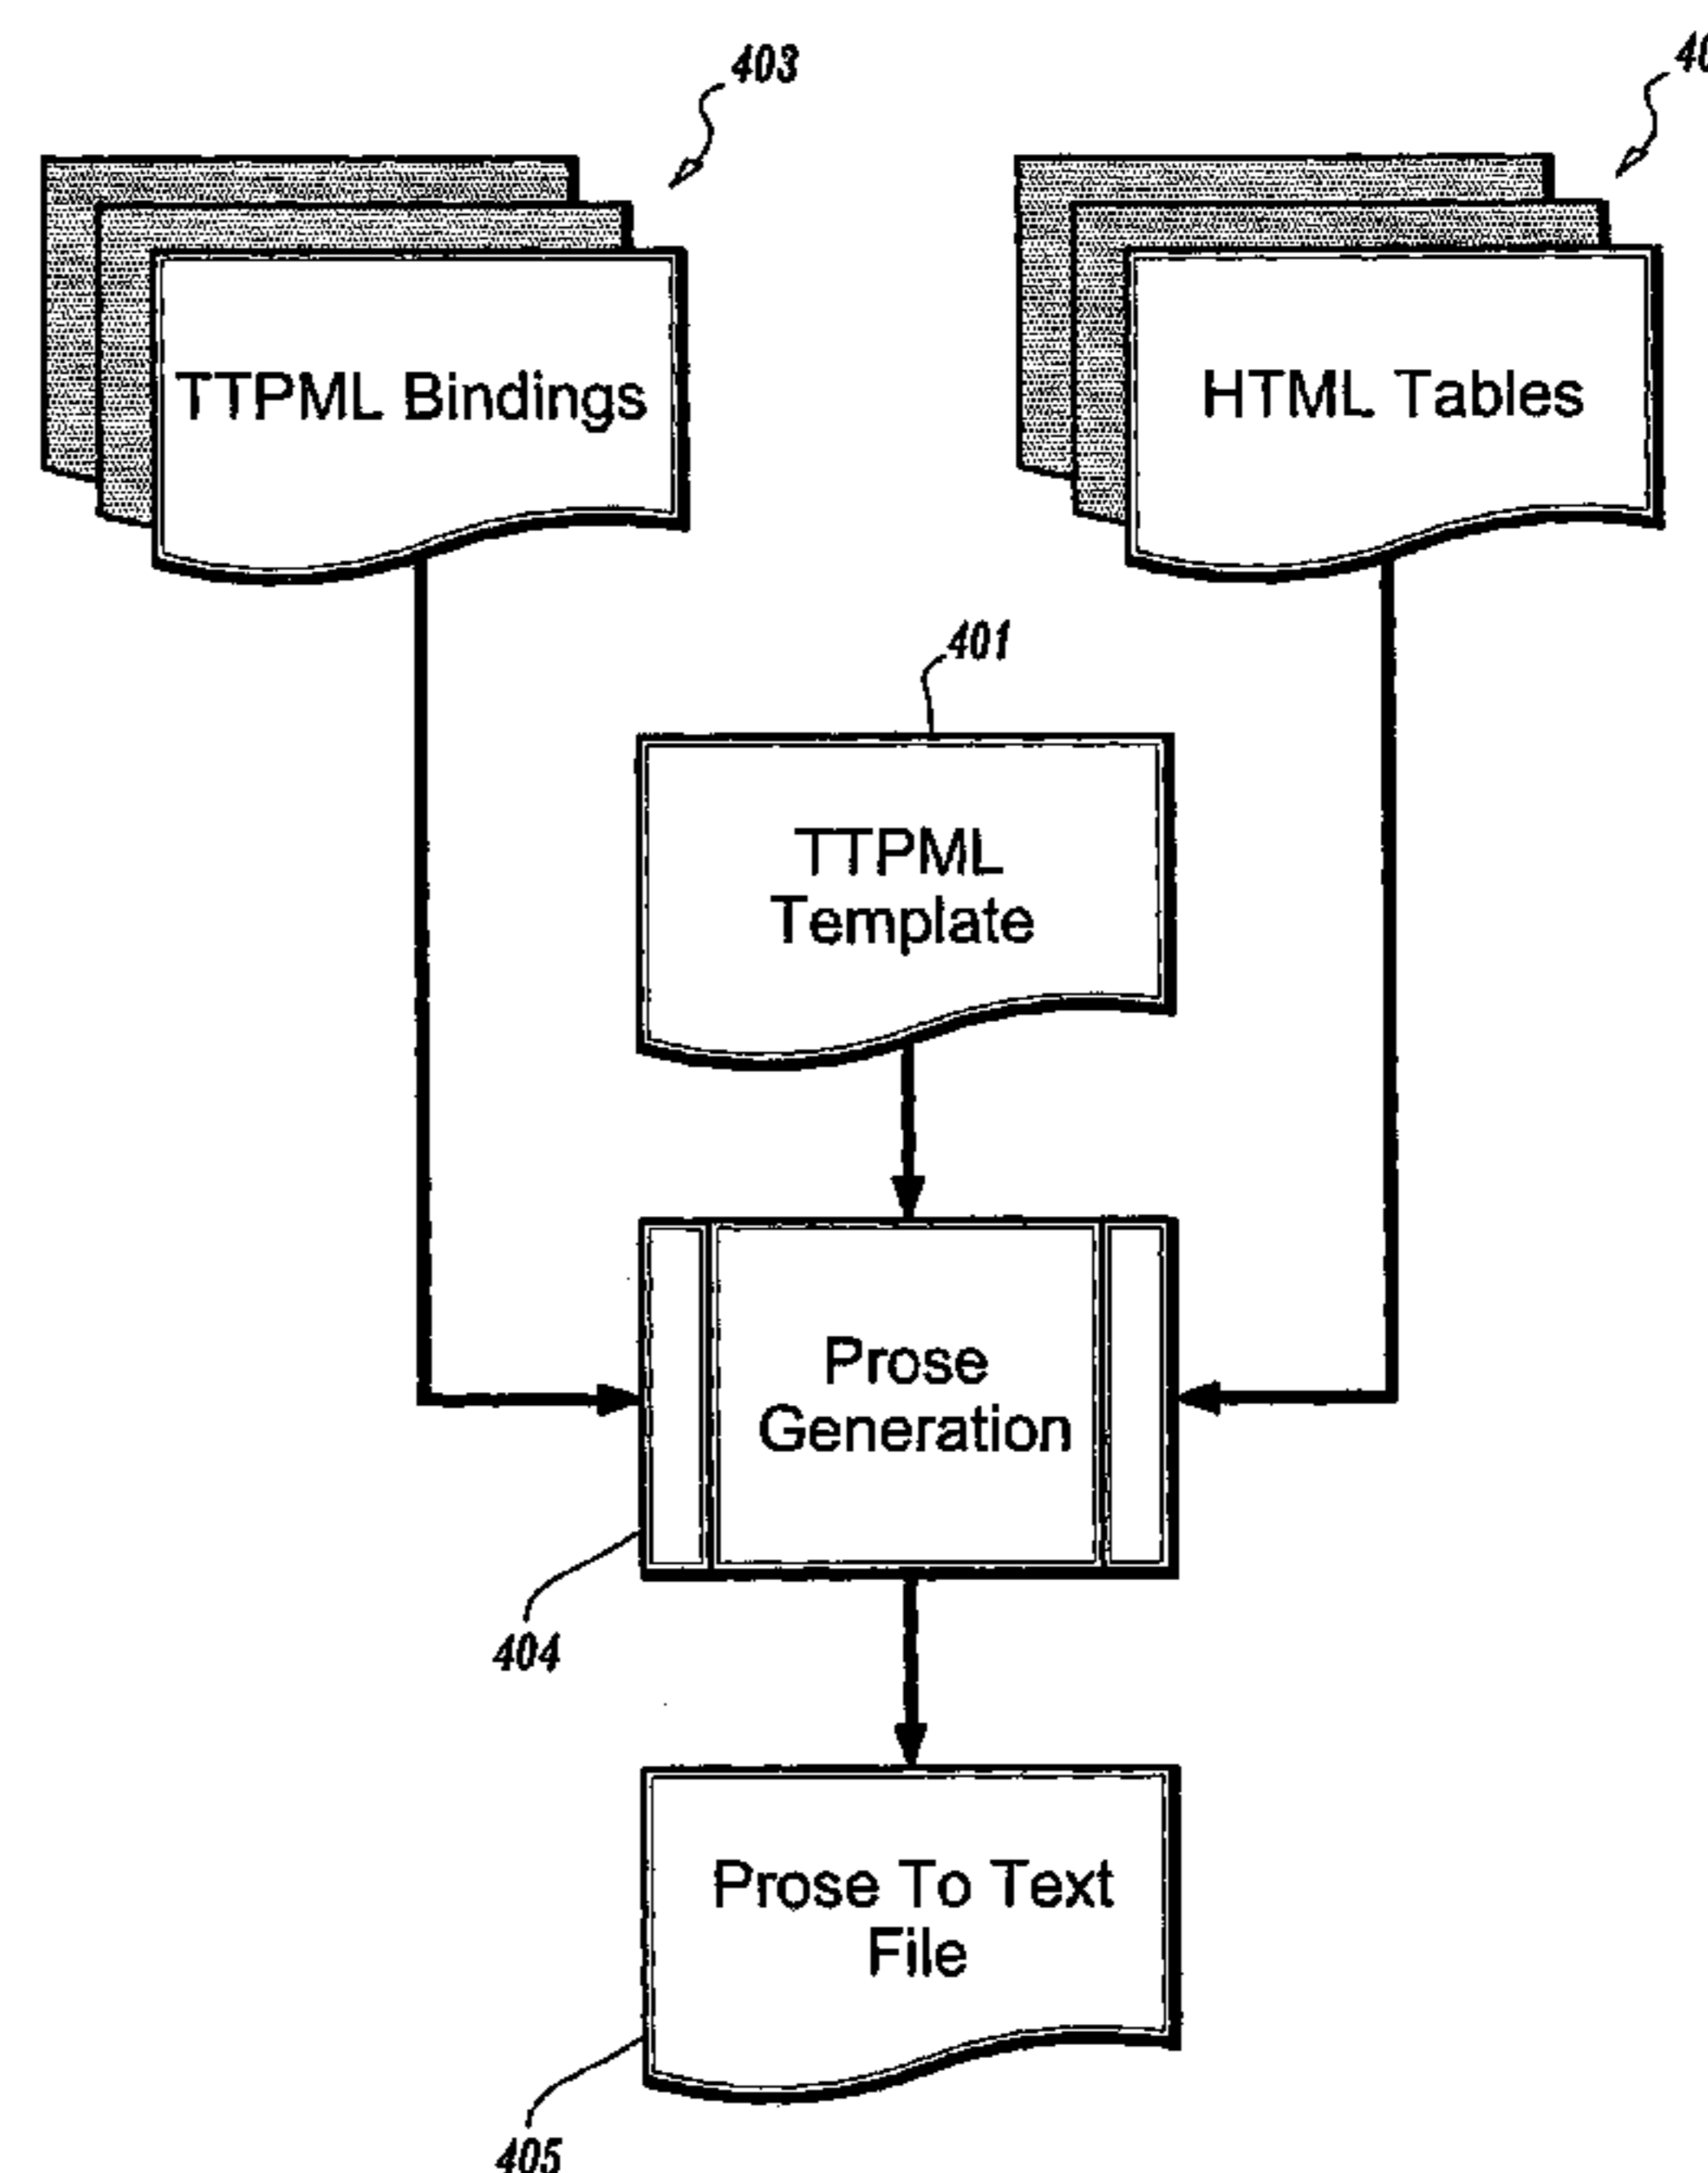 403
TTPML Bindings
HTML Tables
401
TTPML
Template
Prose
Generation
404
Prose To Text
File
405